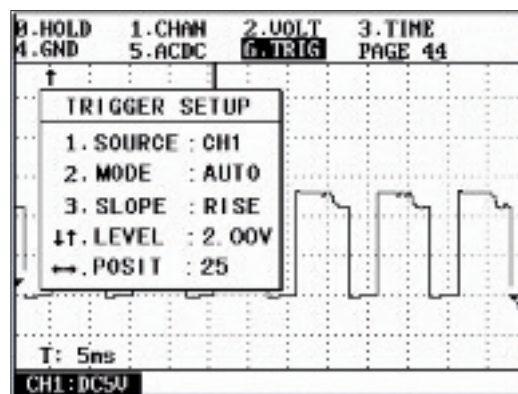 0.HOLD 1.CHAN 2.VOLT 3.TIME
4.GND 5.ACDC 6.TRIG PAGE 44
TRIGGER SETUP
1.SOURCE : CH1
2.MODE : AUTO
3.SLOPE : RISE
↓↑.LEVEL : 2.00V
↔.POSIT : 25
T: 5ms
CH1:DC5V